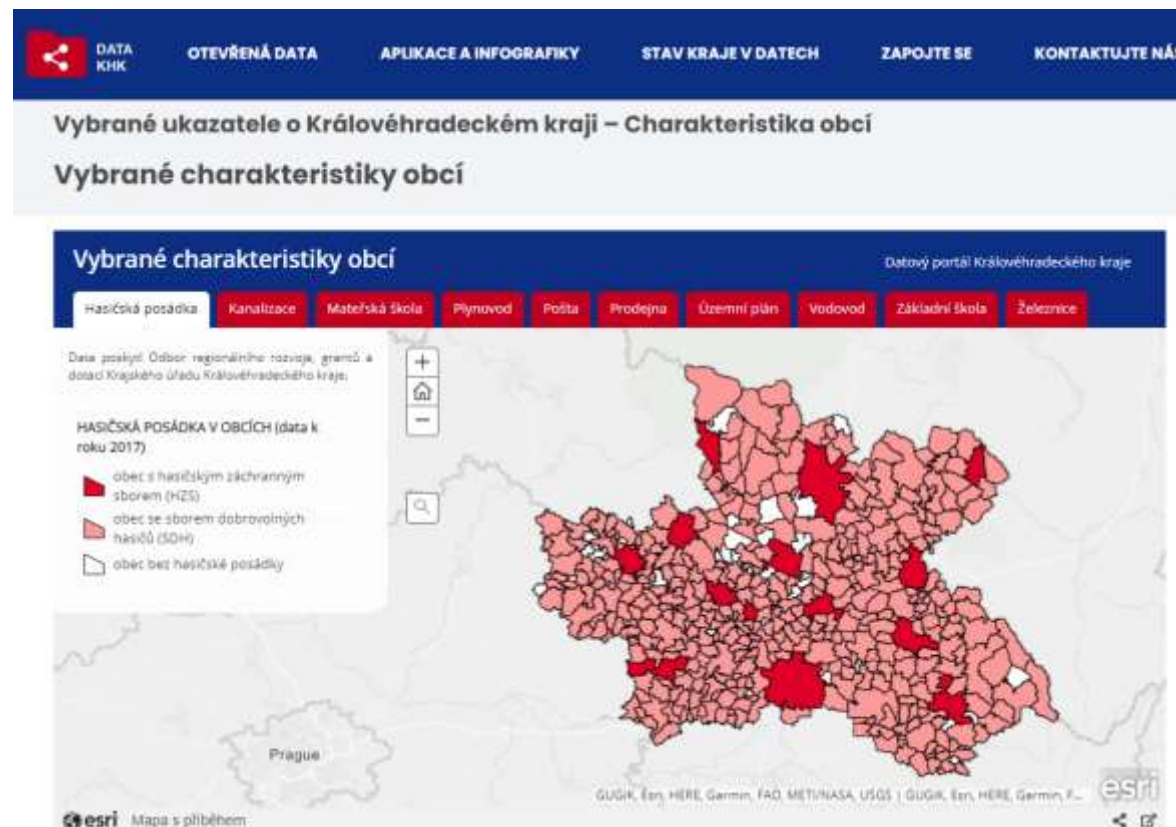 DATA
KHK
OTEVŘENÁ DATA
APLIKACE A INFOGRAFIKY
STAV KRAJE V DATECH
ZAPOJTE SE
KONTAKTUJTE NÁ
Vybrané ukazatele o Královéhradeckém kraji – Charakteristika obcí
Vybrané charakteristiky obcí
Vybrané charakteristiky obcí
Datový portál Královéhradeckého kraje
Hasičská posádka
Kanalizace
Mateřská škola
Plynovod
Pošta
Prodejna
Územní plán
Vodovod
Základní škola
Železnice
Data poskytl Odbor regionálního rozvoje, grantů a
dotací Krajského úřadu Královéhradeckého kraje.
HASIČSKÁ POSÁDKA V OBCÍCH (data k
roku 2017)
obec s hasičským záchranným
sborem (HZS)
obec se sborem dobrovolných
hasičů (SDH)
obec bez hasičské posádky
Prague
GUGiK, Esri, HERE, Garmin, FAO, METI/NASA, USGS | GUGiK, Esri, HERE, Garmin, F...
esri
esri Mapa s příběhem